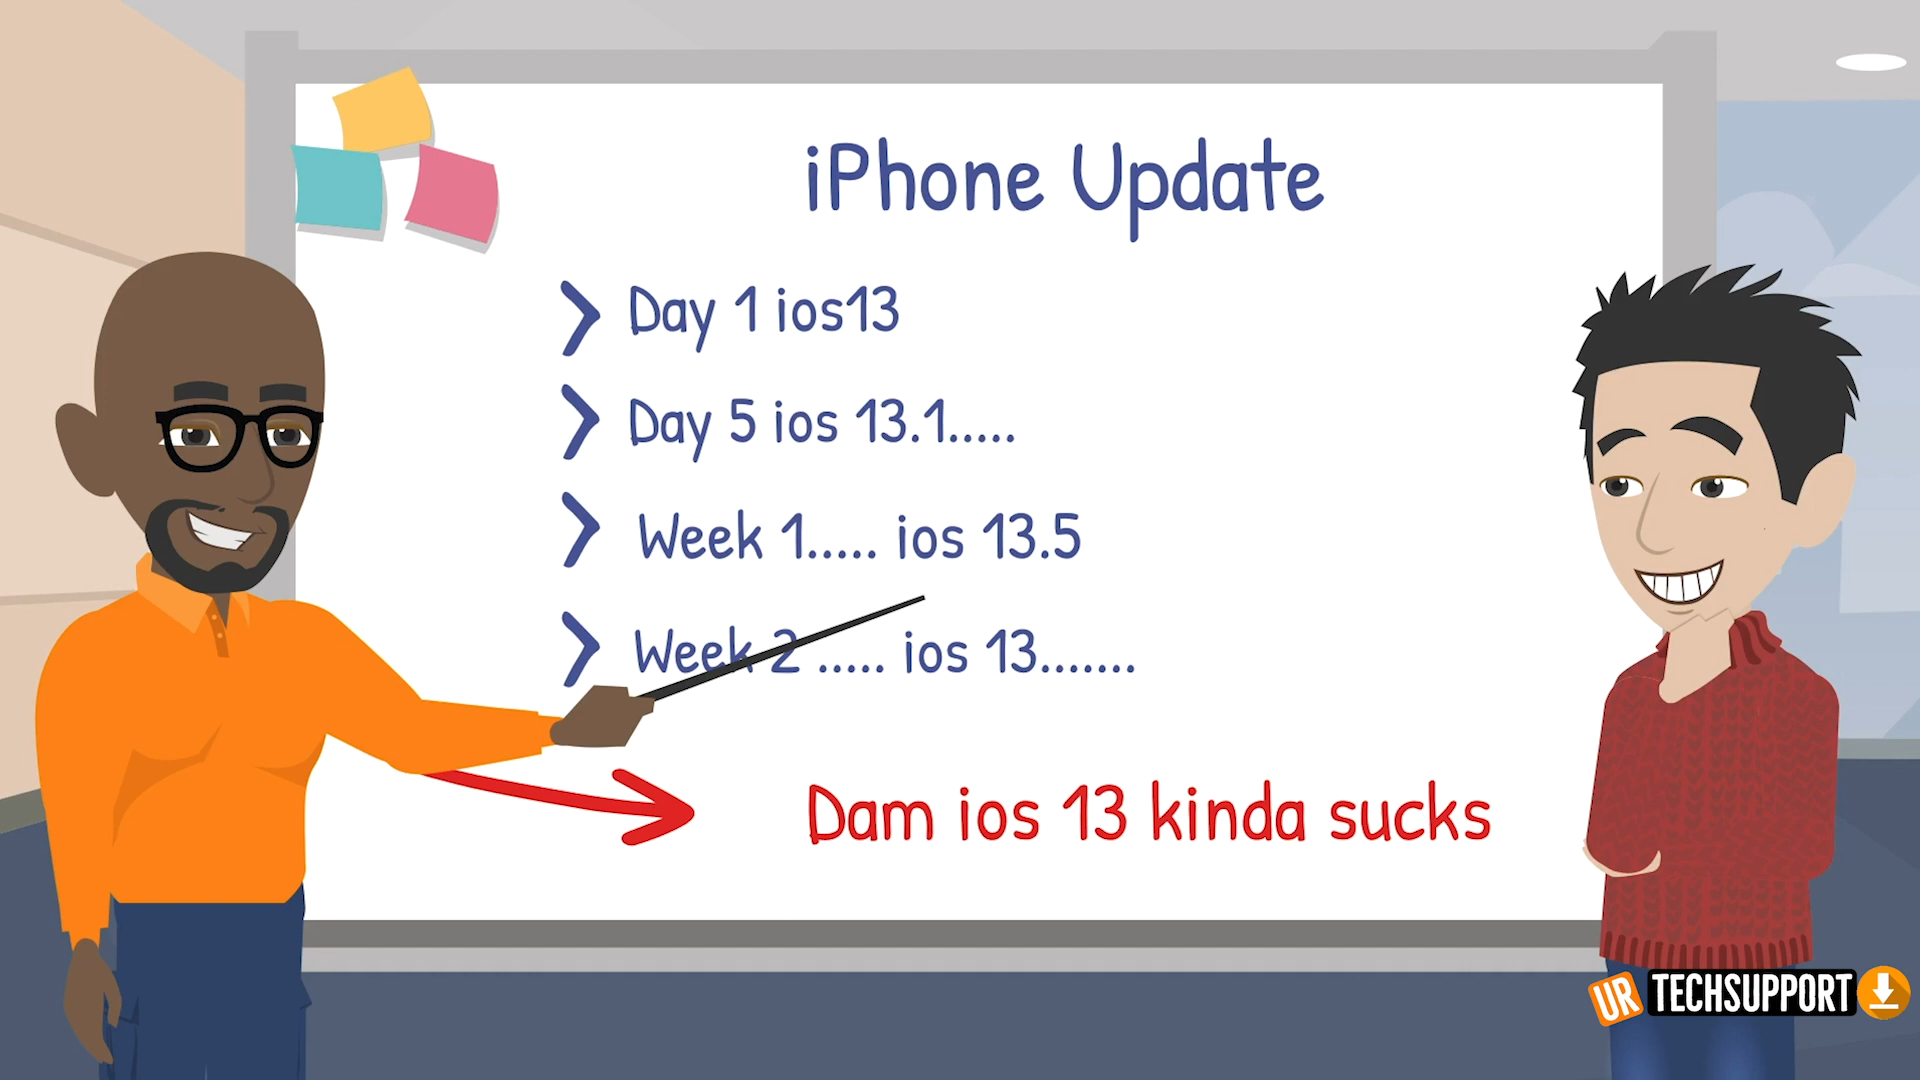 iPhone Update
Day 1 ios13
Day 5 ios 13.1.....
Week 1..... ios 13.5
Week 2 ..... ios 13.......
Dam ios 13 kinda sucks
UR TECHSUPPORT